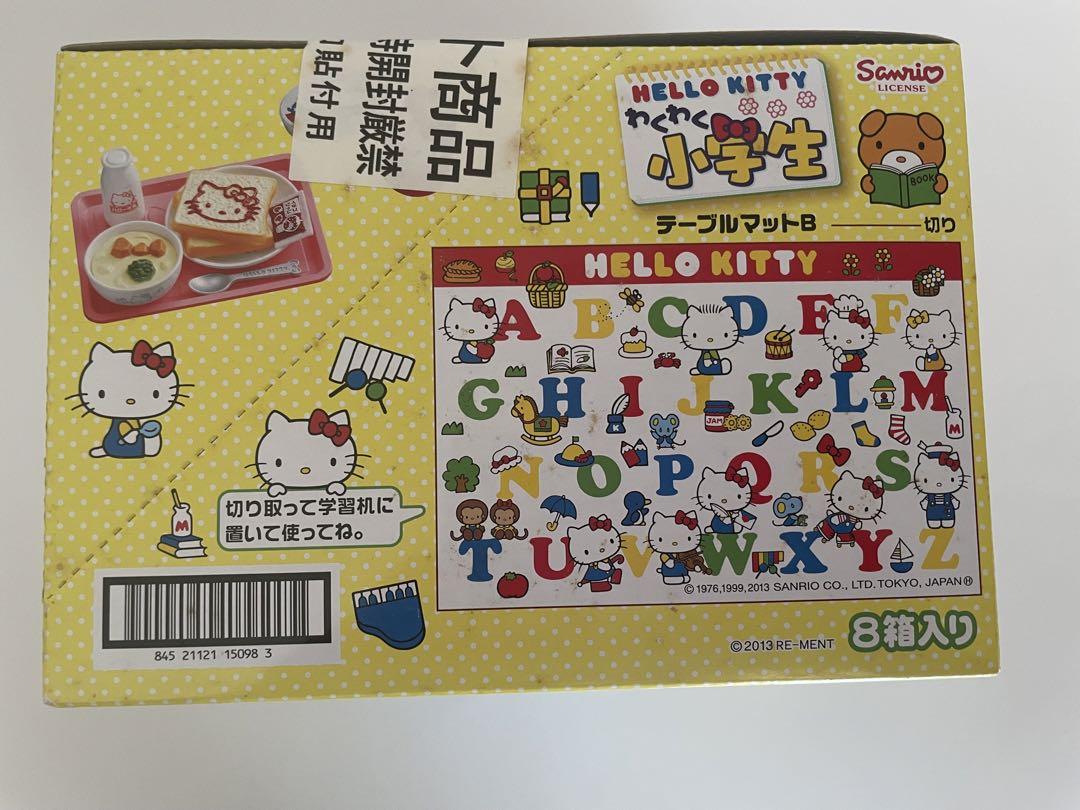 ト商品
時開封厳禁
貼付用
HELLO KITTY
わくわく
小学生
Sanrio
LICENSE
BOOK
テーブルマットB
切り
HELLO KITTY
A B C D E F
G H I J K L M
K
JAM
M
N O P Q R S
T U V W X Y Z
© 1976,1999,2013 SANRIO CO., LTD. TOKYO, JAPAN Ⓗ
切り取って学習机に
置いて使ってね。
M
845 21121 15098 3
© 2013 RE-MENT
8箱入り